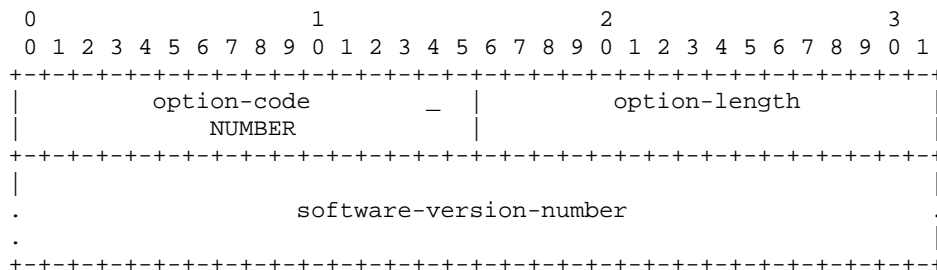 0                   1                   2                   3
0 1 2 3 4 5 6 7 8 9 0 1 2 3 4 5 6 7 8 9 0 1 2 3 4 5 6 7 8 9 0 1
+-+-+-+-+-+-+-+-+-+-+-+-+-+-+-+-+-+-+-+-+-+-+-+-+-+-+-+-+-+-+-+-+
|         option-code        _  |         option-length         |
|             NUMBER            |                               |
+-+-+-+-+-+-+-+-+-+-+-+-+-+-+-+-+-+-+-+-+-+-+-+-+-+-+-+-+-+-+-+-+
|                                                               |
.                   software-version-number                     .
.                                                               |
+-+-+-+-+-+-+-+-+-+-+-+-+-+-+-+-+-+-+-+-+-+-+-+-+-+-+-+-+-+-+-+-+